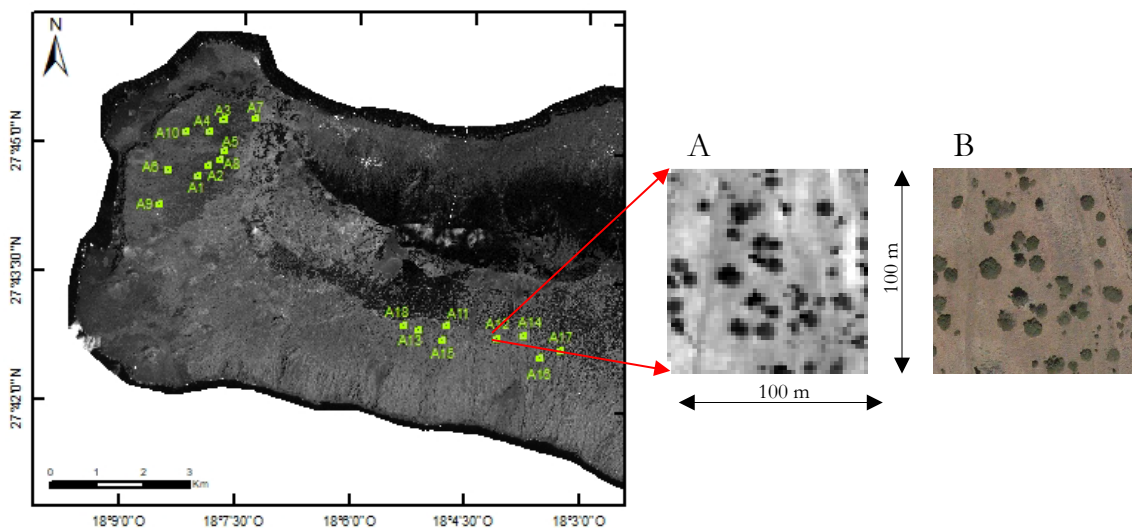 N
A
B
A3
A7
A10
A4
A5
A6
A8
A2
A1
A9
A18
A11
A12
A14
A17
A13
A15
A16
27°45'0"N
27°43'30"N
27°42'0"N
100 m
100 m
100 m
0 1 2 3
Km
18°9'0"O 18°7'30"O 18°6'0"O 18°4'30"O 18°3'0"O